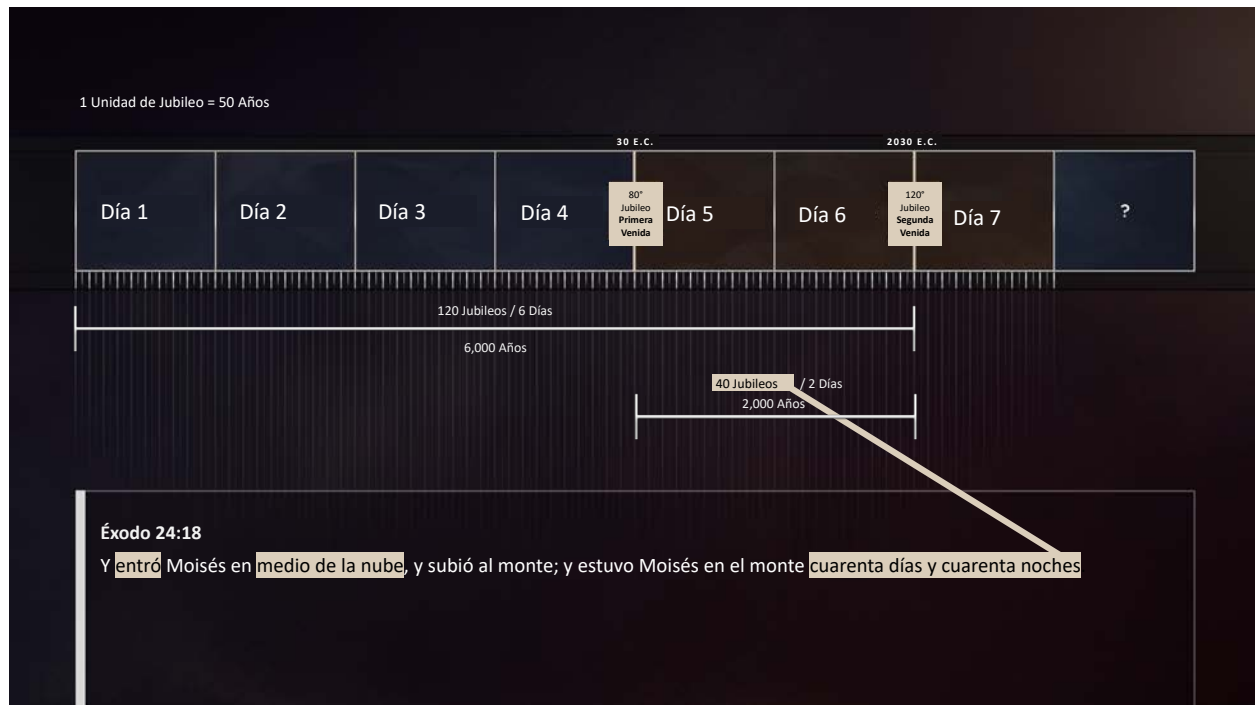 1 Unidad de Jubileo = 50 Años
30 E.C.
2030 E.C.
Día 1
Día 2
Día 3
Día 4
80°
Jubileo
Primera
Venida
Día 5
Día 6
120°
Jubileo
Segunda
Venida
Día 7
?
120 Jubileos / 6 Días
6,000 Años
40 Jubileos / 2 Días
2,000 Años
Éxodo 24:18
Y entró Moisés en medio de la nube, y subió al monte; y estuvo Moisés en el monte cuarenta días y cuarenta noches